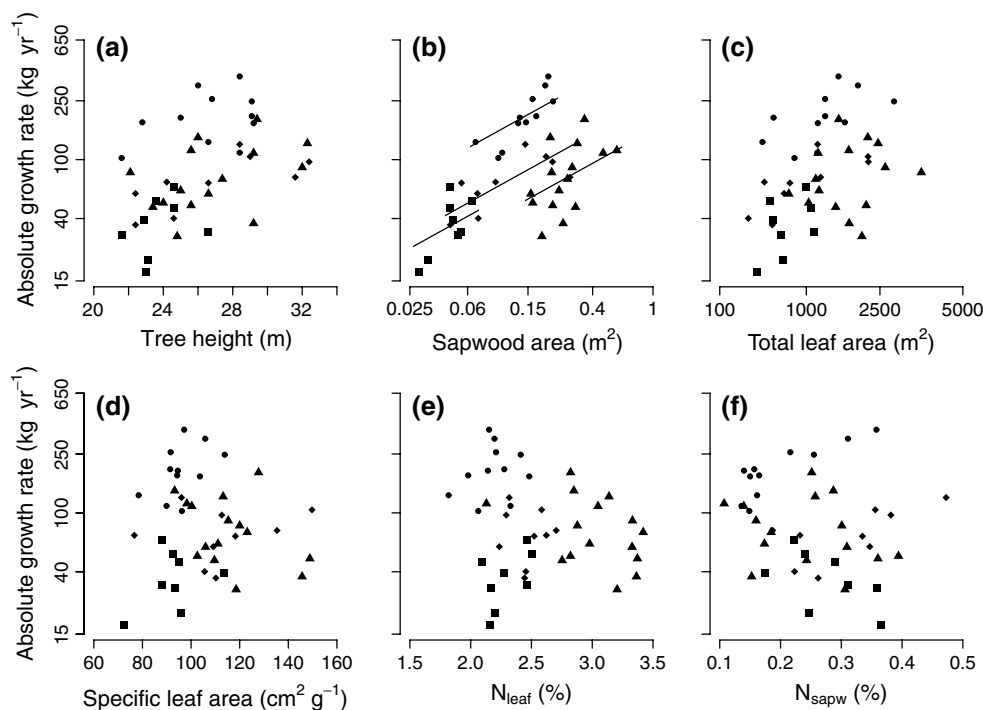 Absolute growth rate (kg yr⁻¹)
650
250
100
40
15
(a)
20 24 28 32
Tree height (m)
(b)
0.025 0.06 0.15 0.4 1
Sapwood area (m²)
(c)
100 1000 2500 5000
Total leaf area (m²)
Absolute growth rate (kg yr⁻¹)
650
250
100
40
15
(d)
60 80 100 120 140 160
Specific leaf area (cm² g⁻¹)
(e)
1.5 2.0 2.5 3.0 3.5
N_leaf (%)
(f)
0.1 0.2 0.3 0.4 0.5
N_sapw (%)